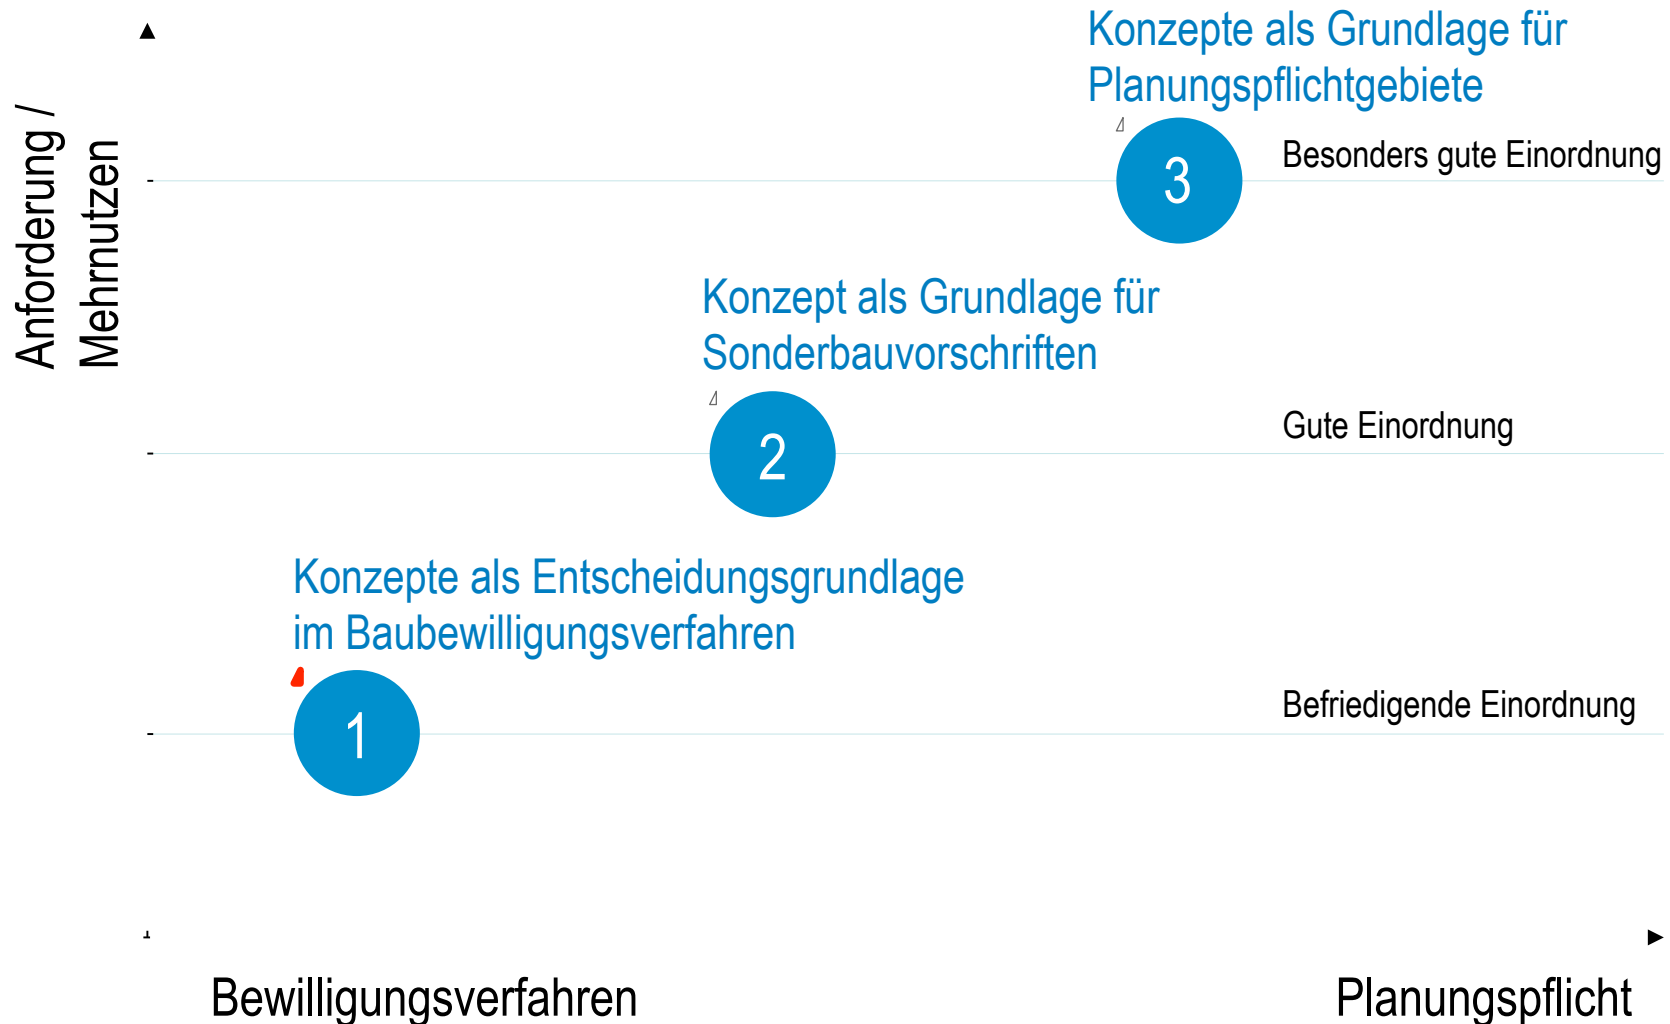 Anforderung /
Mehrnutzen
Konzepte als Grundlage für
Planungspflichtgebiete
3
Besonders gute Einordnung
Konzept als Grundlage für
Sonderbauvorschriften
2
Gute Einordnung
Konzepte als Entscheidungsgrundlage
im Baubewilligungsverfahren
1
Befriedigende Einordnung
Bewilligungsverfahren
Planungspflicht